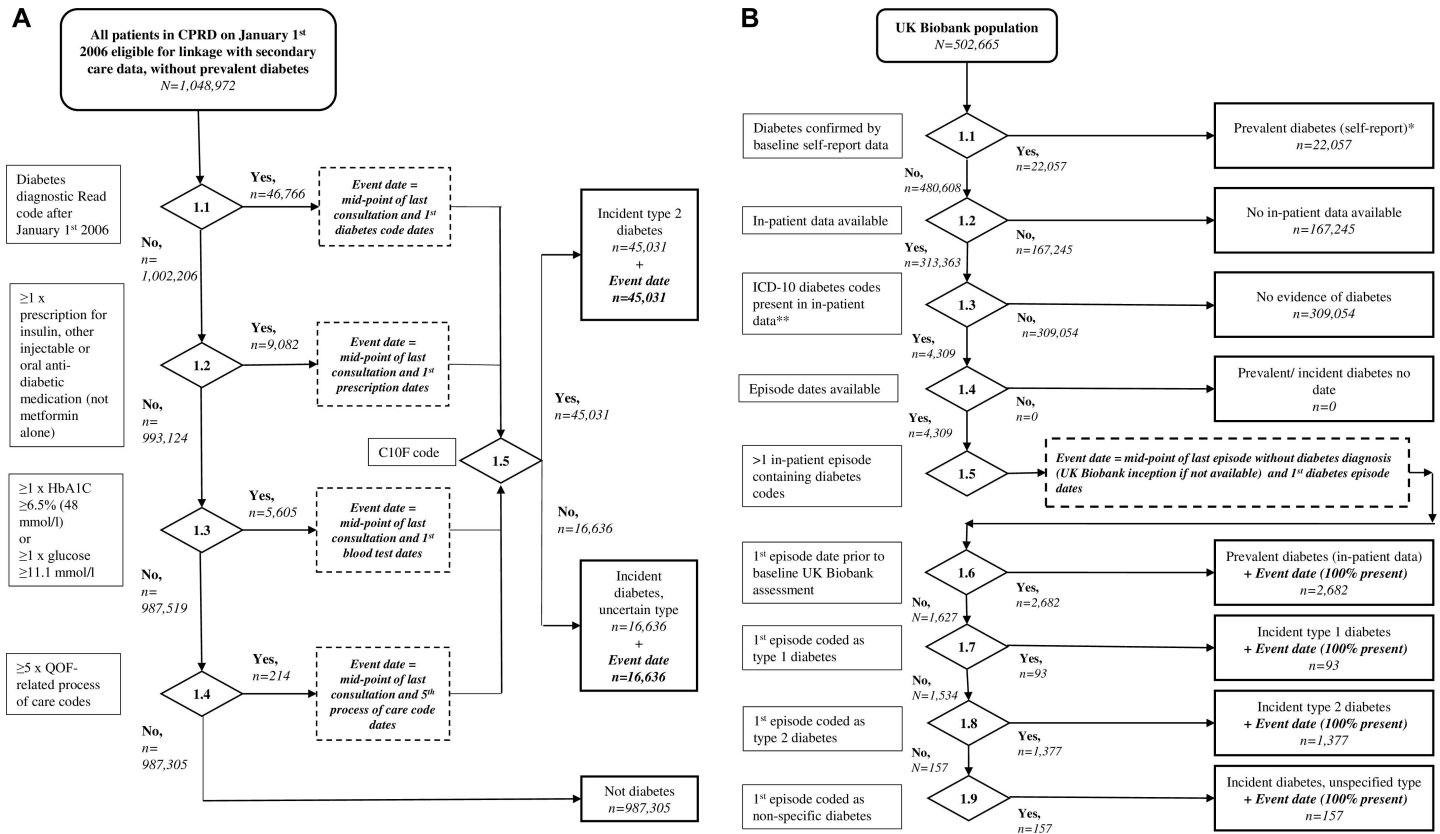 A
All patients in CPRD on January 1st
2006 eligible for linkage with secondary
care data, without prevalent diabetes
N=1,048,972
Diabetes
diagnostic Read
code after
January 1st 2006
1.1
Yes,
n=46,766
Event date =
mid-point of last
consultation and 1st
diabetes code dates
No,
n=
1,002,206
≥1 x
prescription for
insulin, other
injectable or
oral anti-
diabetic
medication (not
metformin
alone)
1.2
Yes,
n=9,082
Event date =
mid-point of last
consultation and 1st
prescription dates
No,
n=
993,124
≥1 x HbA1C
≥6.5% (48
mmol/l)
or
≥1 x glucose
≥11.1 mmol/l
1.3
Yes,
n=5,605
Event date =
mid-point of last
consultation and 1st
blood test dates
No,
n=
987,519
≥5 x QOF-
related process
of care codes
1.4
Yes,
n=214
Event date =
mid-point of last
consultation and 5th
process of care code
dates
No,
n=
987,305
C10F code
1.5
Yes,
n=45,031
No,
n=16,636
Incident type 2
diabetes
n=45,031
+
Event date
n=45,031
Incident
diabetes,
uncertain type
n=16,636
+
Event date
n=16,636
Not diabetes
n=987,305
B
UK Biobank population
N=502,665
Diabetes confirmed by
baseline self-report data
1.1
Yes,
n=22,057
Prevalent diabetes (self-report)*
n=22,057
No,
n=480,608
In-patient data available
1.2
No,
n=167,245
No in-patient data available
n=167,245
Yes,
n=313,363
ICD-10 diabetes codes
present in in-patient
data**
1.3
No,
n=309,054
No evidence of diabetes
n=309,054
Yes,
n=4,309
Episode dates available
1.4
No,
n=0
Prevalent/ incident diabetes no
date
n=0
Yes,
n=4,309
>1 in-patient episode
containing diabetes
codes
1.5
Event date = mid-point of last episode without diabetes diagnosis
(UK Biobank inception if not available) and 1st diabetes episode
dates
1st episode date prior to
baseline UK Biobank
assessment
1.6
Yes,
n=2,682
Prevalent diabetes (in-patient data)
+ Event date (100% present)
n=2,682
No,
N=1,627
1st episode coded as
type 1 diabetes
1.7
Yes,
n=93
Incident type 1 diabetes
+ Event date (100% present)
n=93
No,
N=1,534
1st episode coded as
type 2 diabetes
1.8
Yes,
n=1,377
Incident type 2 diabetes
+ Event date (100% present)
n=1,377
No,
N=157
1st episode coded as
non-specific diabetes
1.9
Yes,
n=157
Incident diabetes, unspecified type
+ Event date (100% present)
n=157